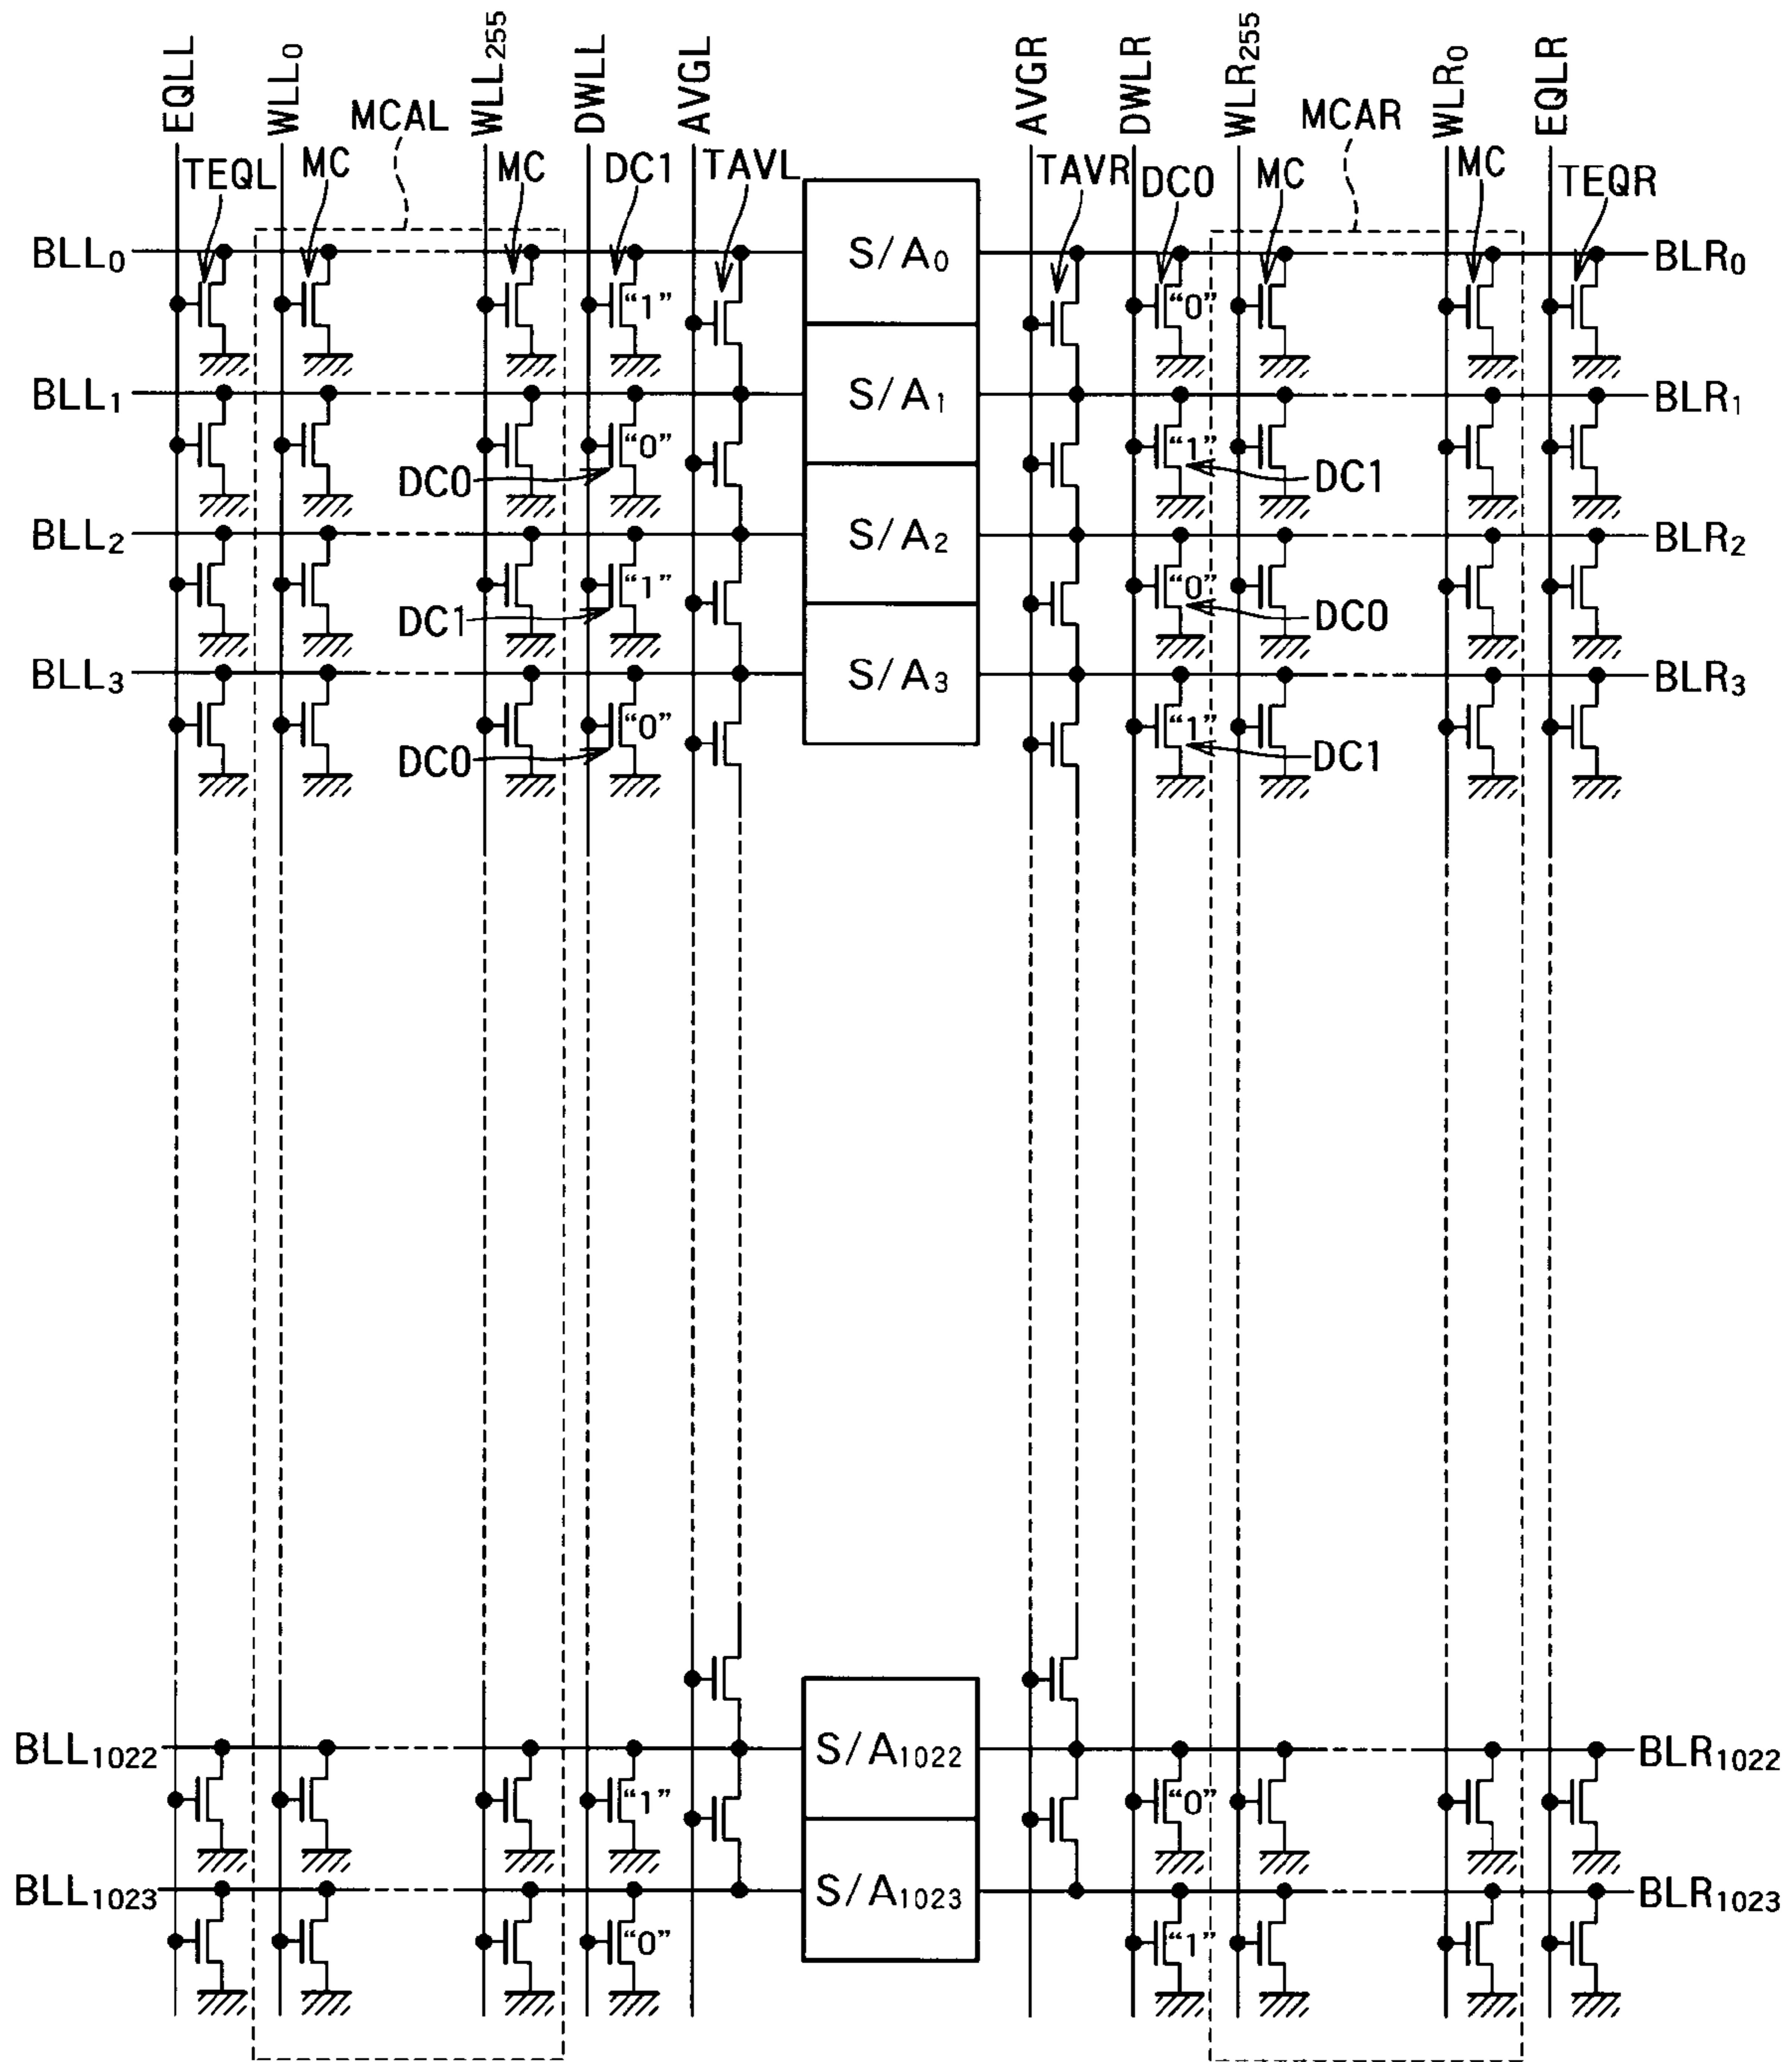 EQLL WLL0 WLL255 DWLL AVGL AVGR DWLR WLR255 WLR0 EQLR
MCAL MCAR
TEQL MC MC DC1 TAVL TAVR DC0 MC MC TEQR
BLL0 S/A0 BLR0
"1" "0"
BLL1 S/A1 BLR1
"0" "1"
DC0 DC1
BLL2 S/A2 BLR2
"1" "0"
DC1 DC0
BLL3 S/A3 BLR3
"0" "1"
DC0 DC1
BLL1022 S/A1022 BLR1022
"1" "0"
BLL1023 S/A1023 BLR1023
"0" "1"